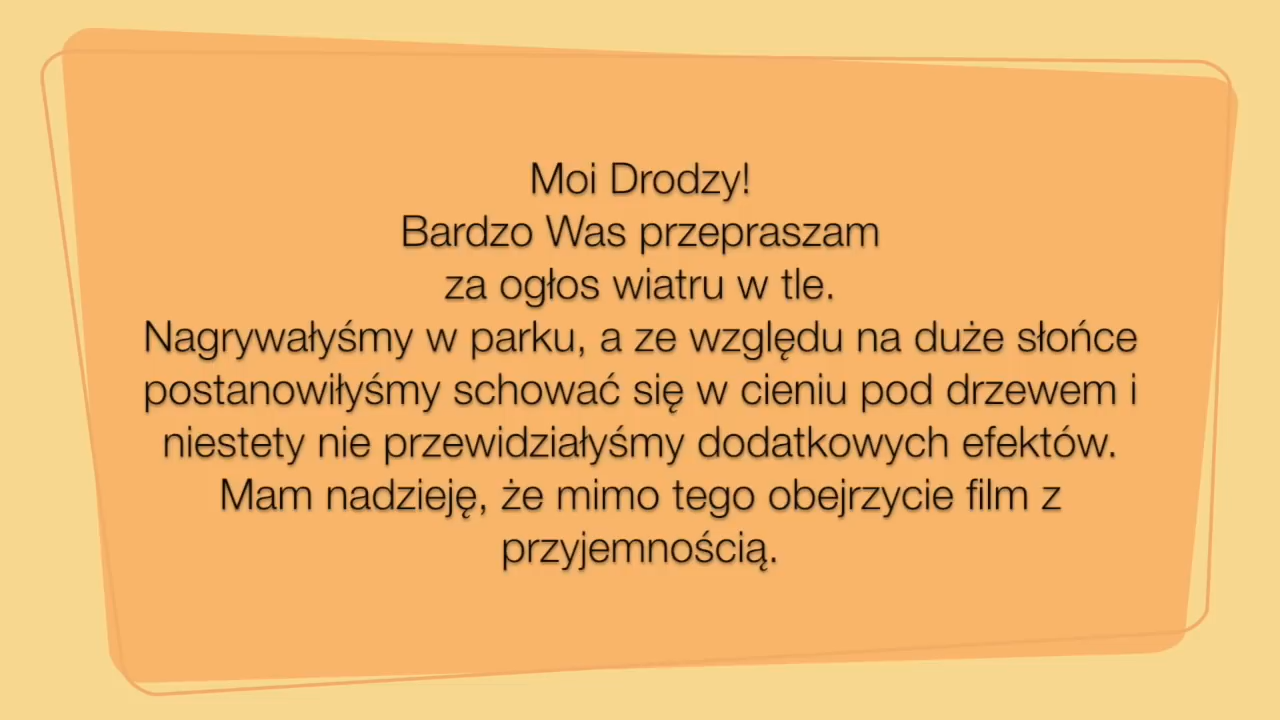 Moi Drodzy!
Bardzo Was przepraszam
za ogłos wiatru w tle.
Nagrywałyśmy w parku, a ze względu na duże słońce
postanowiłyśmy schować się w cieniu pod drzewem i
niestety nie przewidziałyśmy dodatkowych efektów.
Mam nadzieję, że mimo tego obejrzycie film z
przyjemnością.